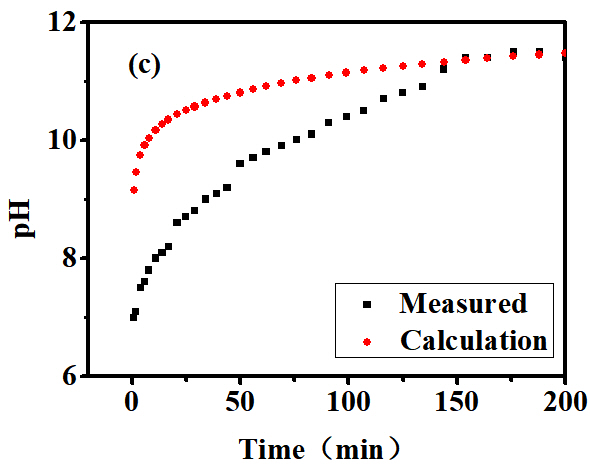 12
(c)
10
pH
8
Measured
Calculation
6
0 50 100 150 200
Time（min）